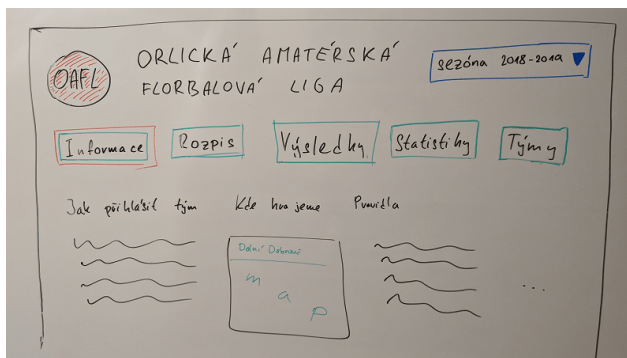 OAFL
ORLICKÁ AMATÉRSKÁ
FLORBALOVÁ LIGA
sezóna 2018-2019
Informace
Rozpis
Výsledky
Statistiky
Týmy
Jak přihlásit tým
Kde hrajeme
Pravidla
Dolní Dobrouč
m
a
p
...